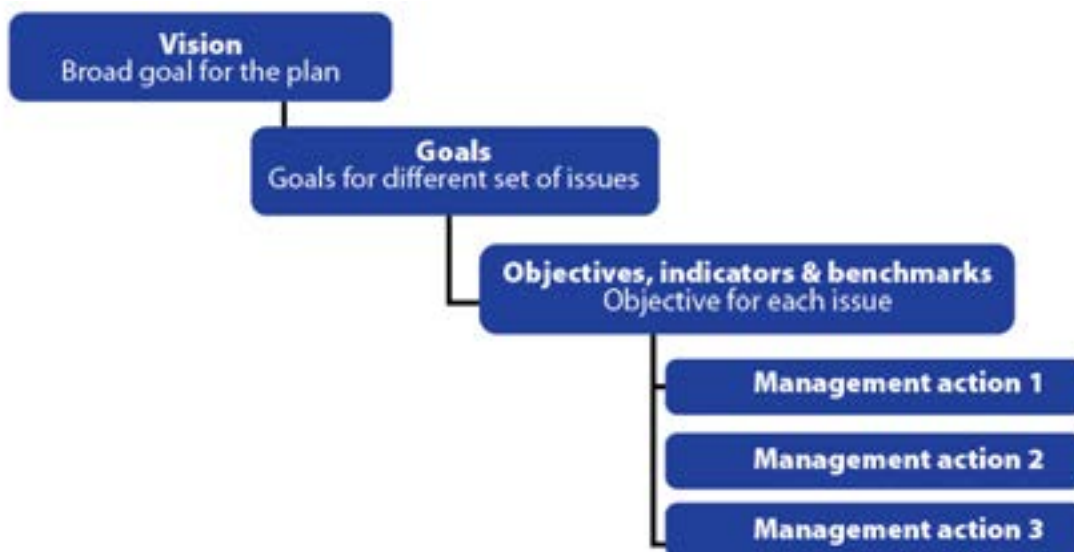 Vision
Broad goal for the plan
Goals
Goals for different set of issues
Objectives, indicators & benchmarks
Objective for each issue
Management action 1
Management action 2
Management action 3